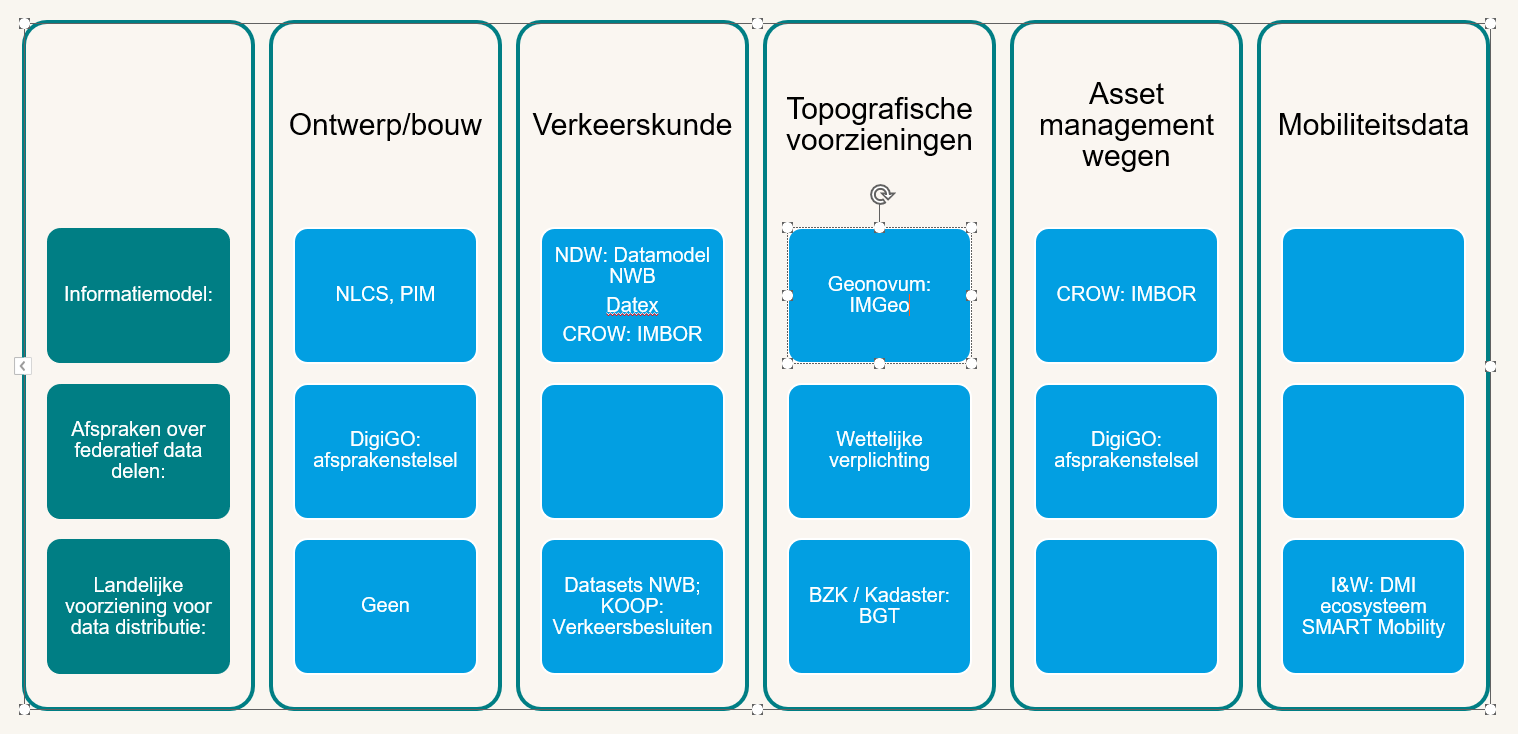 Ontwerp/bouw
Verkeerskunde
Topografische
voorzieningen
Asset
management
wegen
Mobiliteitsdata
Informatiemodel:
NLCS, PIM
NDW: Datamodel
NWB
Datex
CROW: IMBOR
Geonovum:
IMGeo
CROW: IMBOR
Afspraken over
federatief data
delen:
DigiGO:
afsprakenstelsel
Wettelijke
verplichting
DigiGO:
afsprakenstelsel
Landelijke
voorziening voor
data distributie:
Geen
Datasets NWB;
KOOP:
Verkeersbesluiten
BZK / Kadaster:
BGT
I&W: DMI
ecosysteem
SMART Mobility